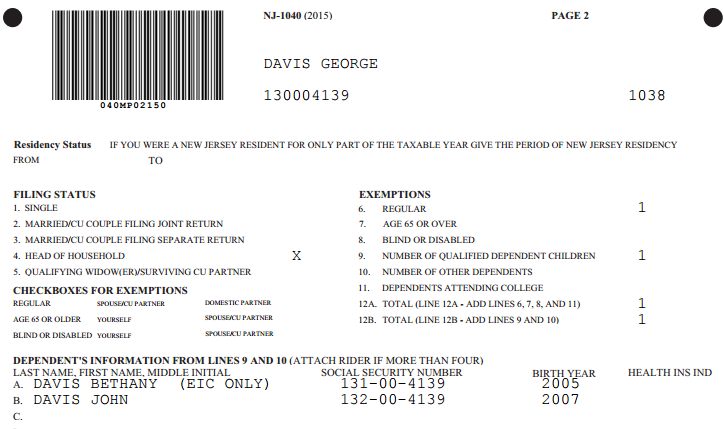 NJ-1040 (2015) PAGE 2
040MP02150
DAVIS GEORGE
130004139 1038
Residency Status IF YOU WERE A NEW JERSEY RESIDENT FOR ONLY PART OF THE TAXABLE YEAR GIVE THE PERIOD OF NEW JERSEY RESIDENCY
FROM TO
FILING STATUS
1. SINGLE
2. MARRIED/CU COUPLE FILING JOINT RETURN
3. MARRIED/CU COUPLE FILING SEPARATE RETURN
4. HEAD OF HOUSEHOLD X
5. QUALIFYING WIDOW(ER)/SURVIVING CU PARTNER
CHECKBOXES FOR EXEMPTIONS
REGULAR SPOUSE/CU PARTNER DOMESTIC PARTNER
AGE 65 OR OLDER YOURSELF SPOUSE/CU PARTNER
BLIND OR DISABLED YOURSELF SPOUSE/CU PARTNER
EXEMPTIONS
6. REGULAR 1
7. AGE 65 OR OVER
8. BLIND OR DISABLED
9. NUMBER OF QUALIFIED DEPENDENT CHILDREN 1
10. NUMBER OF OTHER DEPENDENTS
11. DEPENDENTS ATTENDING COLLEGE
12A. TOTAL (LINE 12A - ADD LINES 6, 7, 8, AND 11) 1
12B. TOTAL (LINE 12B - ADD LINES 9 AND 10) 1
DEPENDENT'S INFORMATION FROM LINES 9 AND 10 (ATTACH RIDER IF MORE THAN FOUR)
LAST NAME, FIRST NAME, MIDDLE INITIAL SOCIAL SECURITY NUMBER BIRTH YEAR HEALTH INS IND
A. DAVIS BETHANY (EIC ONLY) 131-00-4139 2005
B. DAVIS JOHN 132-00-4139 2007
C.